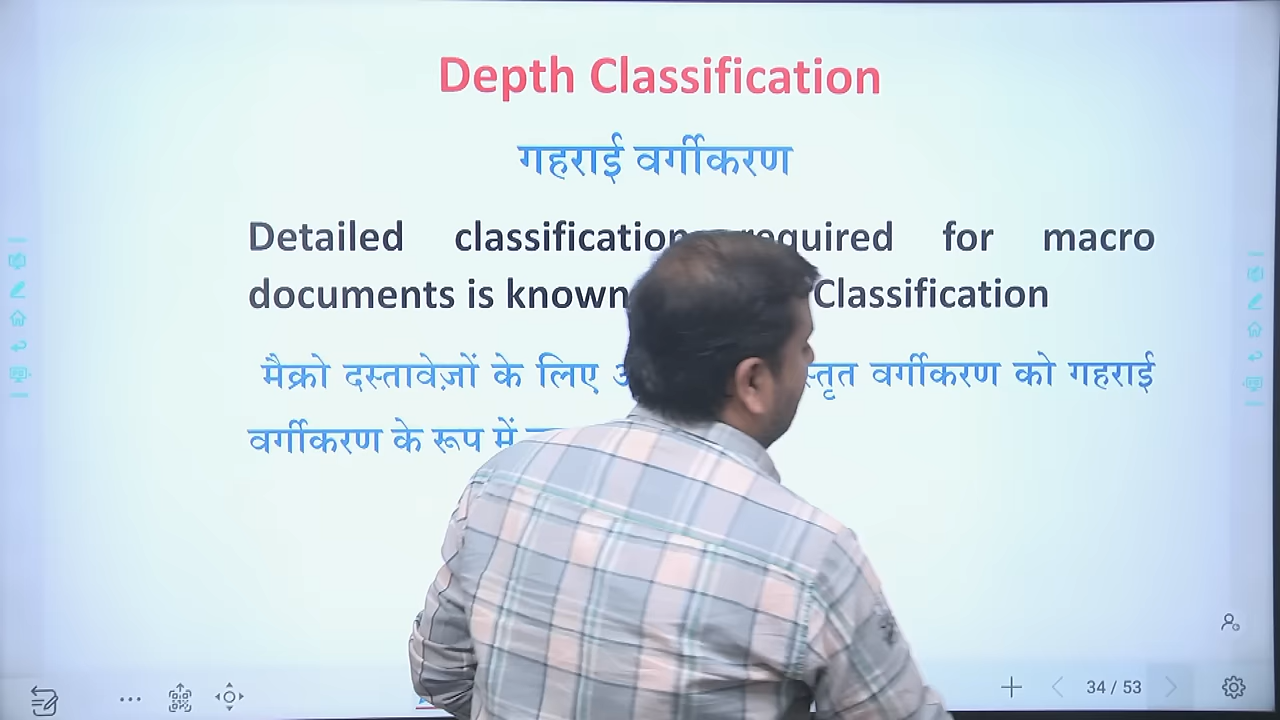 Depth Classification
गहराई वर्गीकरण
Detailed classification required for macro
documents is known Classification
मैक्रो दस्तावेज़ों के लिए वर्गीकरण को गहराई
वर्गीकरण के रूप में
34 / 53